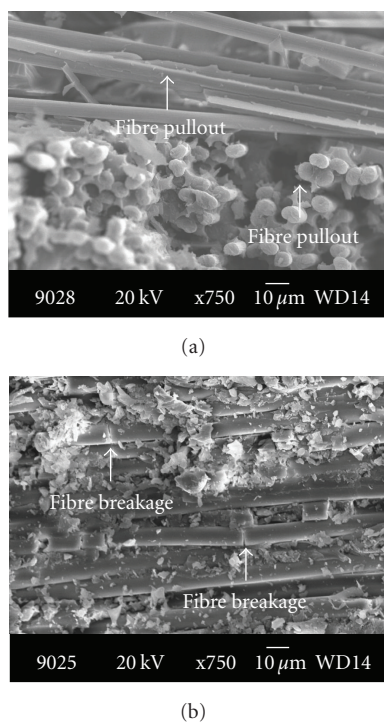 Fibre pullout
Fibre pullout
9028 20 kV x750 10 µm WD14
(a)
Fibre breakage
Fibre breakage
9025 20 kV x750 10 µm WD14
(b)